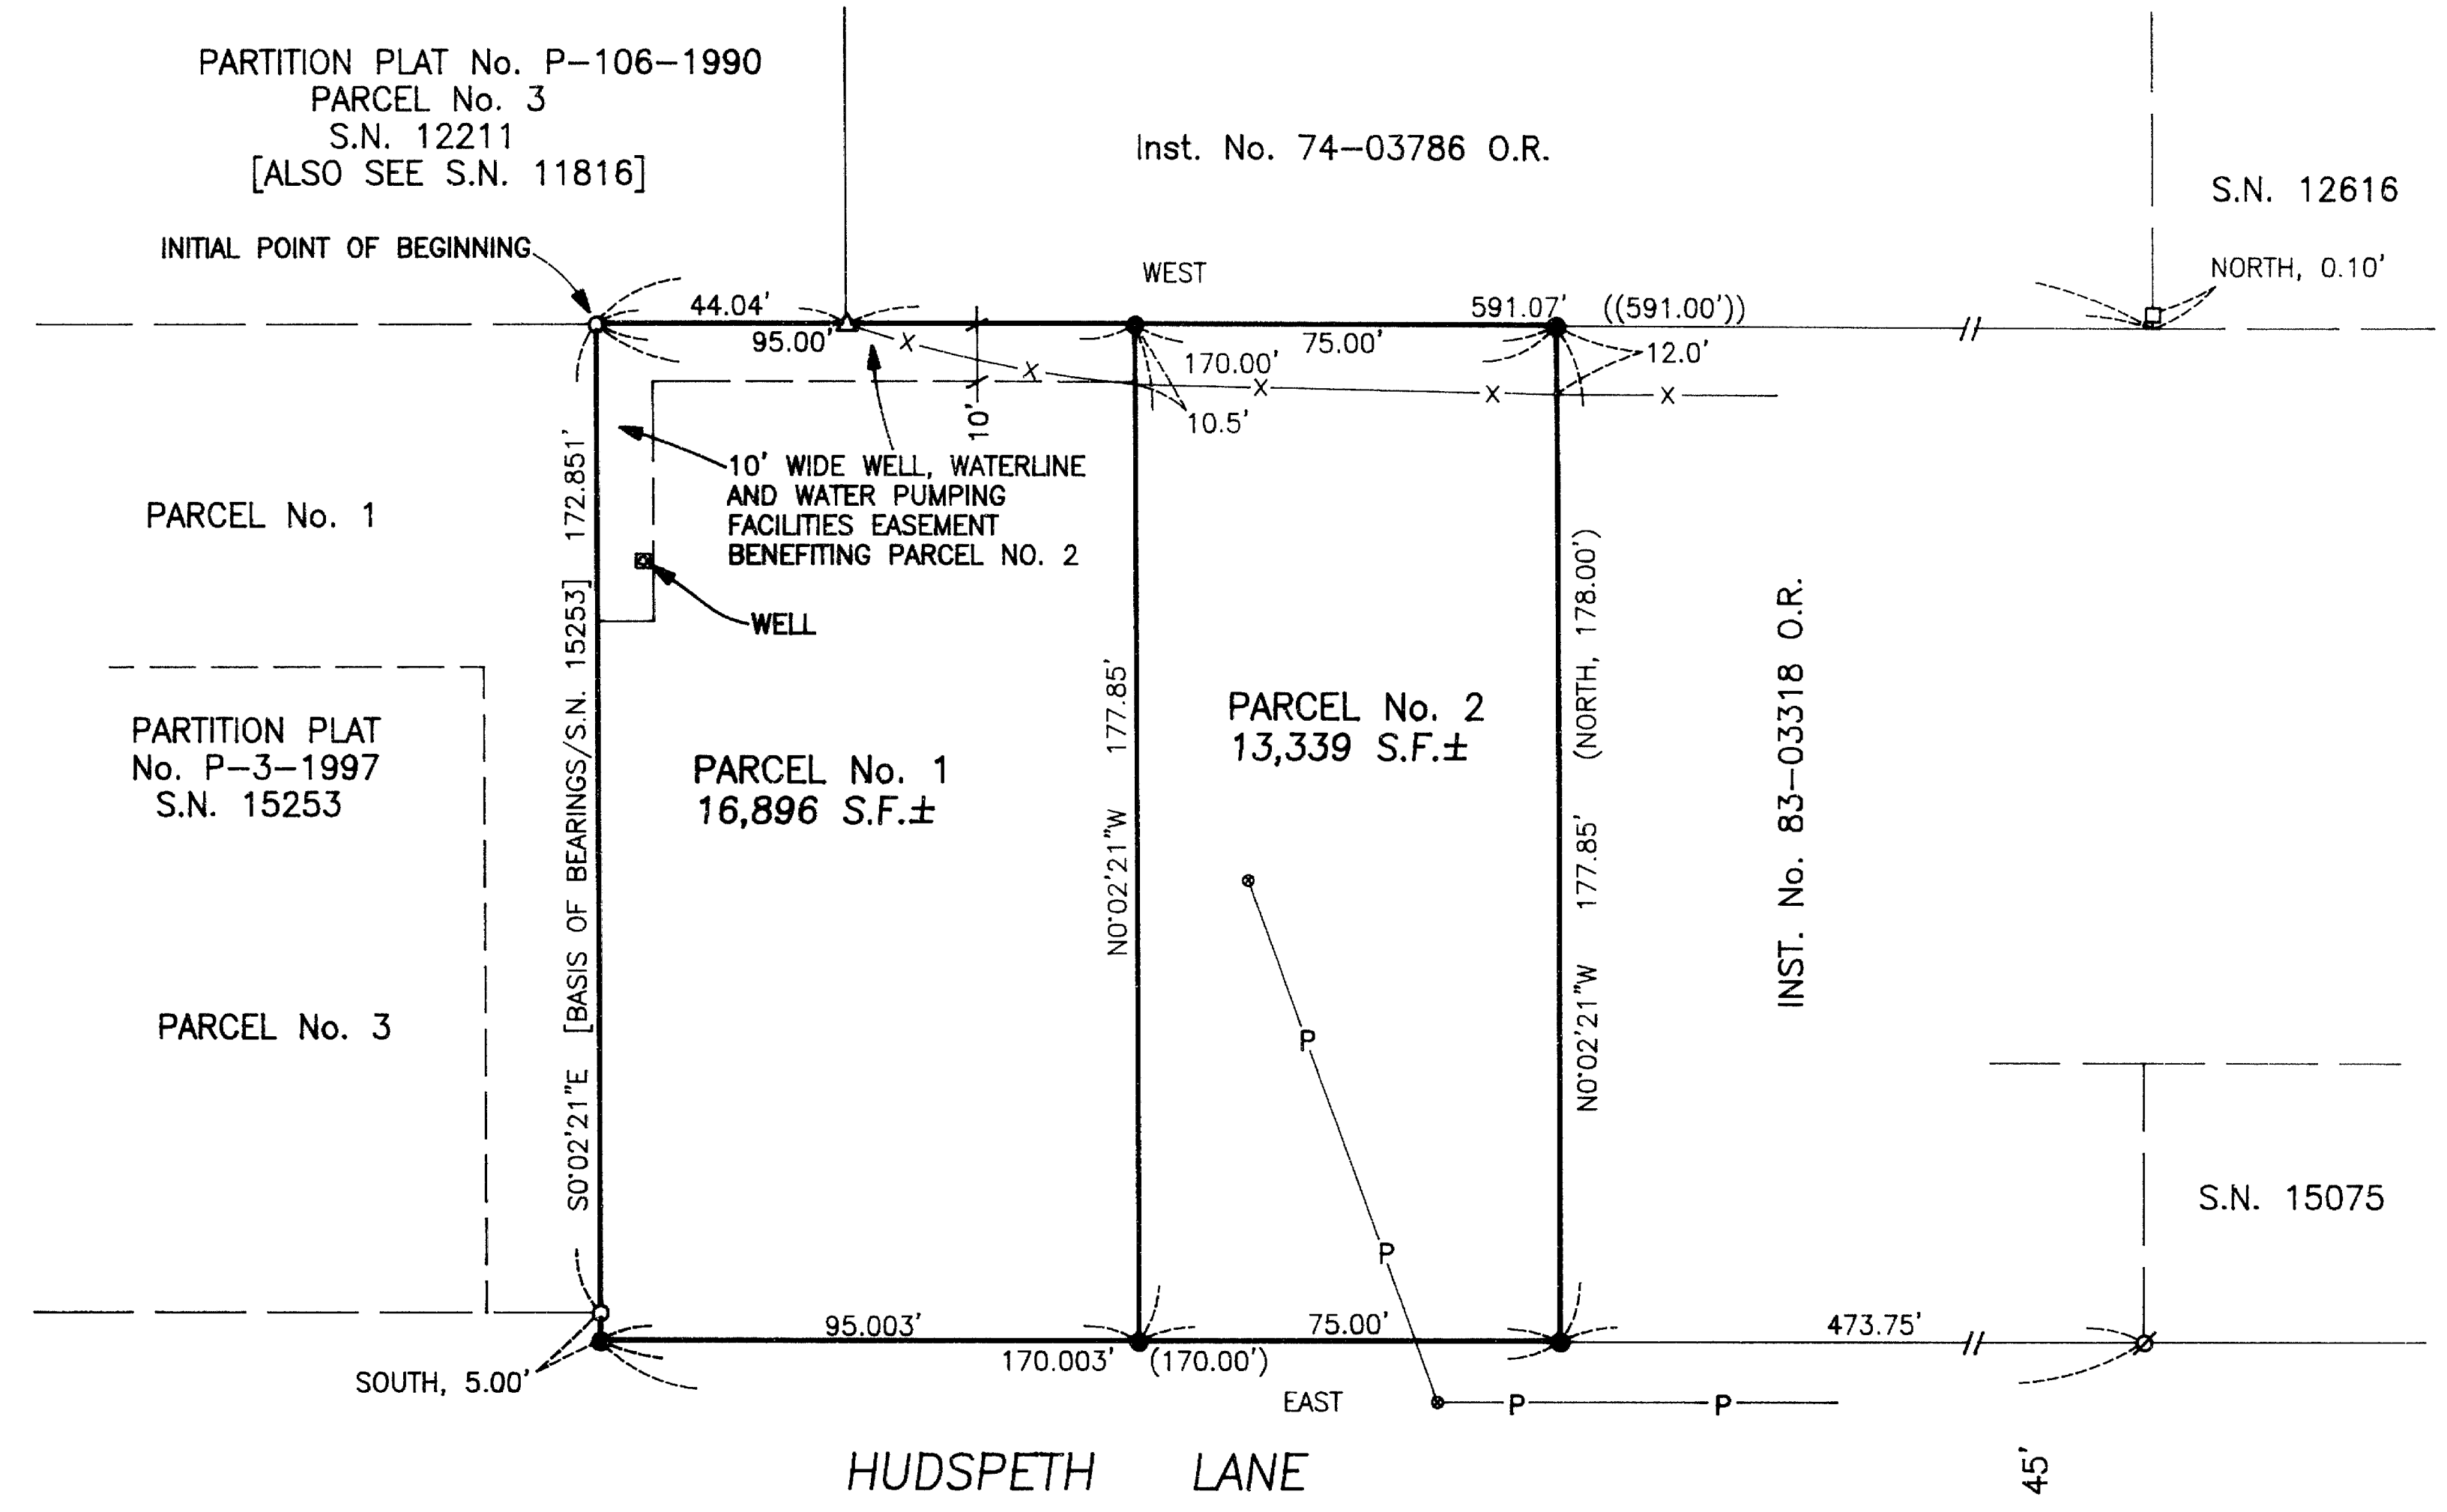 PARTITION PLAT No. P-106-1990
PARCEL No. 3
S.N. 12211
[ALSO SEE S.N. 11816]
INITIAL POINT OF BEGINNING
Inst. No. 74-03786 O.R.
S.N. 12616
NORTH, 0.10'
WEST
44.04'
591.07' ((591.00'))
95.00'
75.00'
170.00'
12.0'
X
X
X
X
X
10'
10.5'
10' WIDE WELL, WATERLINE
AND WATER PUMPING
FACILITIES EASEMENT
BENEFITING PARCEL NO. 2
WELL
PARCEL No. 1
PARTITION PLAT
No. P-3-1997
S.N. 15253
PARCEL No. 3
S0°02'21"E [BASIS OF BEARINGS/S.N. 15253] 172.851'
PARCEL No. 1
16,896 S.F.±
N0°02'21"W 177.85'
PARCEL No. 2
13,339 S.F.±
N0°02'21"W 177.85' (NORTH, 178.00')
INST. No. 83-03318 O.R.
P
P
S.N. 15075
95.003'
75.00'
473.75'
170.003' (170.00')
SOUTH, 5.00'
EAST
P
P
HUDSPETH LANE
45'